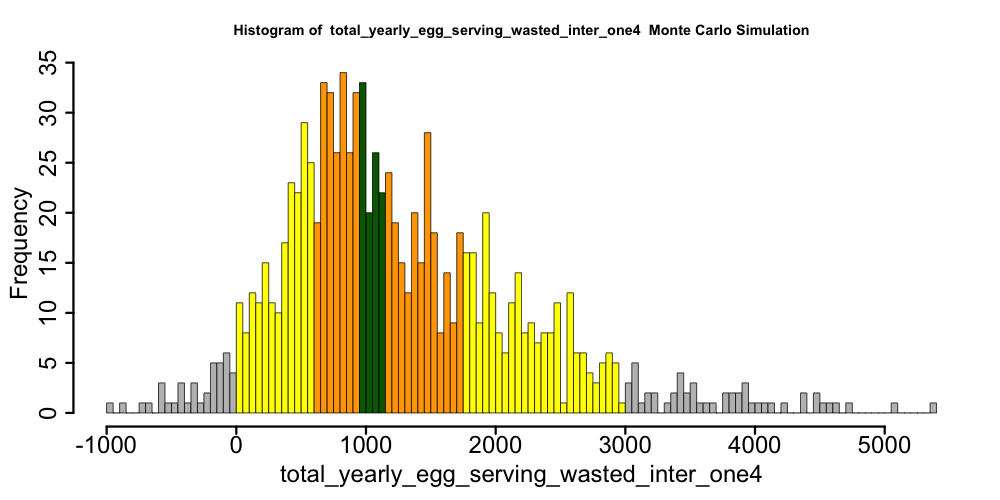 Histogram of  total_yearly_egg_serving_wasted_inter_one4  Monte Carlo Simulation
Frequency
35
30
25
20
15
10
5
0
-1000 0 1000 2000 3000 4000 5000
total_yearly_egg_serving_wasted_inter_one4